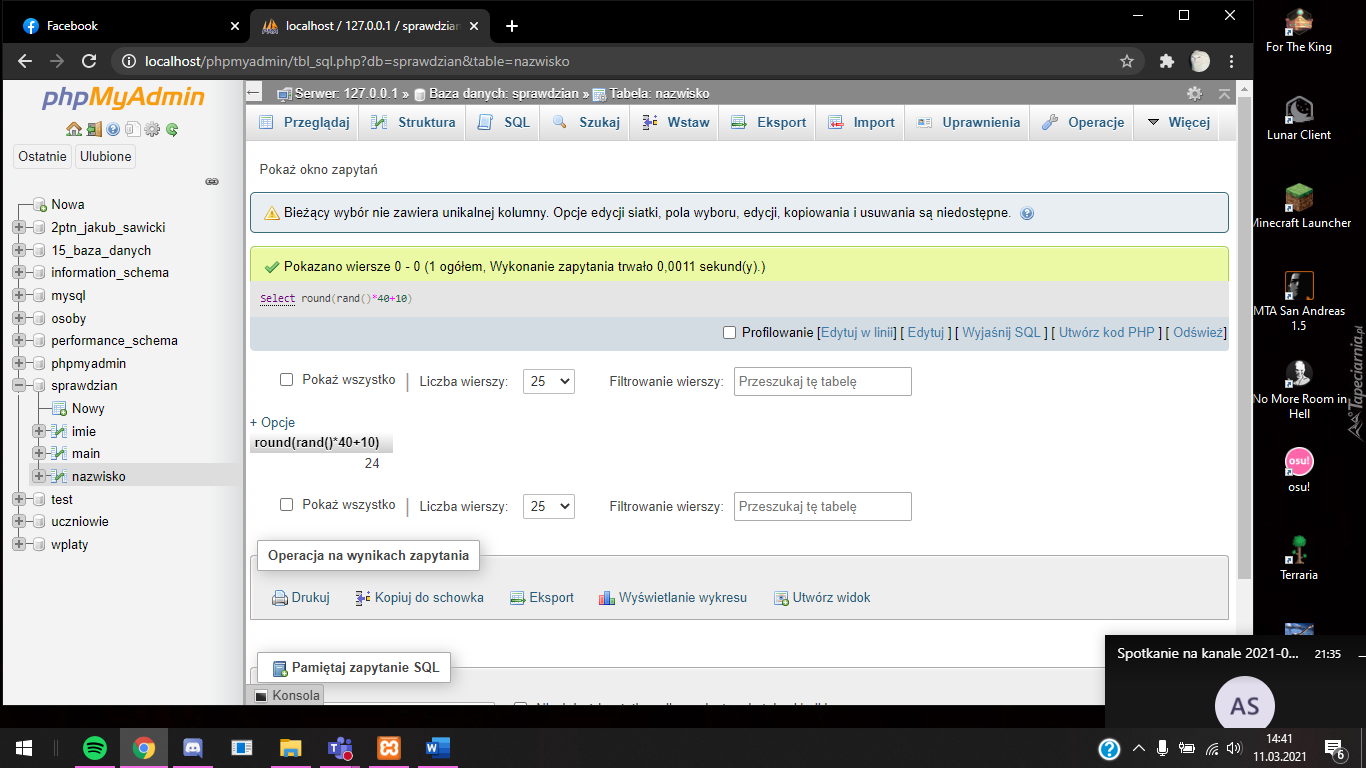 Facebook
localhost / 127.0.0.1 / sprawdzian
localhost/phpmyadmin/tbl_sql.php?db=sprawdzian&table=nazwisko
phpMyAdmin
Ostatnie Ulubione
Nowa
2ptn_jakub_sawicki
15_baza_danych
information_schema
mysql
osoby
performance_schema
phpmyadmin
sprawdzian
Nowy
imie
main
nazwisko
test
uczniowie
wplaty
Serwer: 127.0.0.1 » Baza danych: sprawdzian » Tabela: nazwisko
Przeglądaj Struktura SQL Szukaj Wstaw Eksport Import Uprawnienia Operacje Więcej
Pokaż okno zapytań
Bieżący wybór nie zawiera unikalnej kolumny. Opcje edycji siatki, pola wyboru, edycji, kopiowania i usuwania są niedostępne.
Pokazano wiersze 0 - 0 (1 ogółem, Wykonanie zapytania trwało 0,0011 sekund(y).)
Select round(rand()*40+10)
Profilowanie [Edytuj w linii] [ Edytuj ] [ Wyjaśnij SQL ] [ Utwórz kod PHP ] [ Odśwież]
Pokaż wszystko | Liczba wierszy: 25 Filtrowanie wierszy: Przeszukaj tę tabelę
+ Opcje
round(rand()*40+10)
24
Pokaż wszystko | Liczba wierszy: 25 Filtrowanie wierszy: Przeszukaj tę tabelę
Operacja na wynikach zapytania
Drukuj Kopiuj do schowka Eksport Wyświetlanie wykresu Utwórz widok
Pamiętaj zapytanie SQL
Konsola
For The King
Lunar Client
Minecraft Launcher
MTA San Andreas
1.5
No More Room in
Hell
osu!
osu!
Terraria
Tapeciarnia.pl
Spotkanie na kanale 2021-0... 21:35
AS
14:41
11.03.2021
6